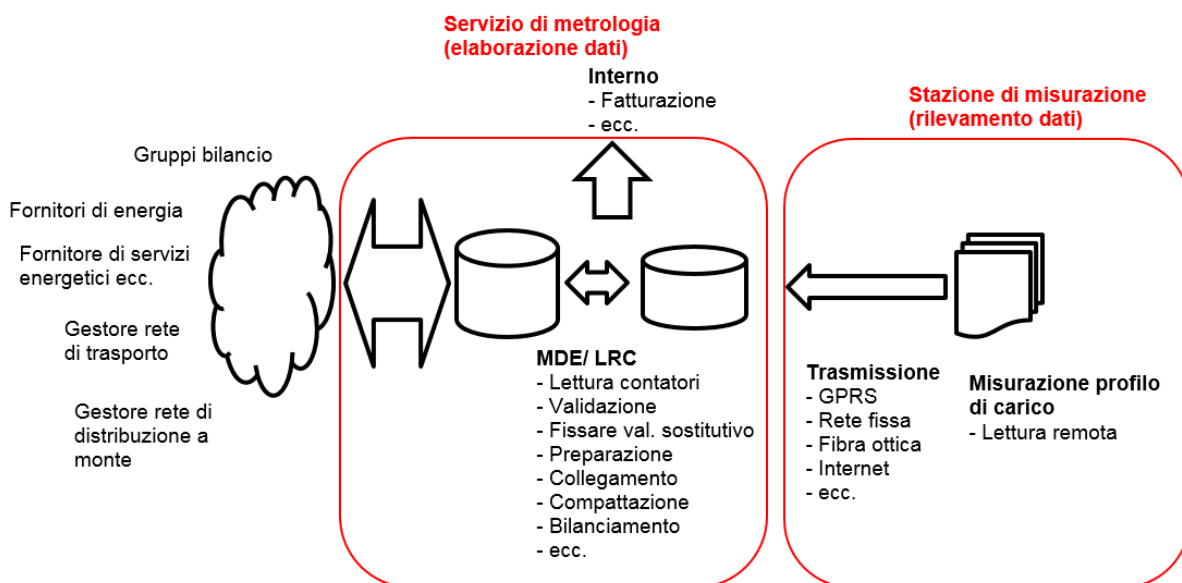 Servizio di metrologia
(elaborazione dati)
Interno
- Fatturazione
- ecc.
Stazione di misurazione
(rilevamento dati)
Gruppi bilancio
Fornitori di energia
Fornitore di servizi
energetici ecc.
Gestore rete
di trasporto
Gestore rete di
distribuzione a
monte
MDE/ LRC
- Lettura contatori
- Validazione
- Fissare val. sostitutivo
- Preparazione
- Collegamento
- Compattazione
- Bilanciamento
- ecc.
Trasmissione
- GPRS
- Rete fissa
- Fibra ottica
- Internet
- ecc.
Misurazione profilo
di carico
- Lettura remota